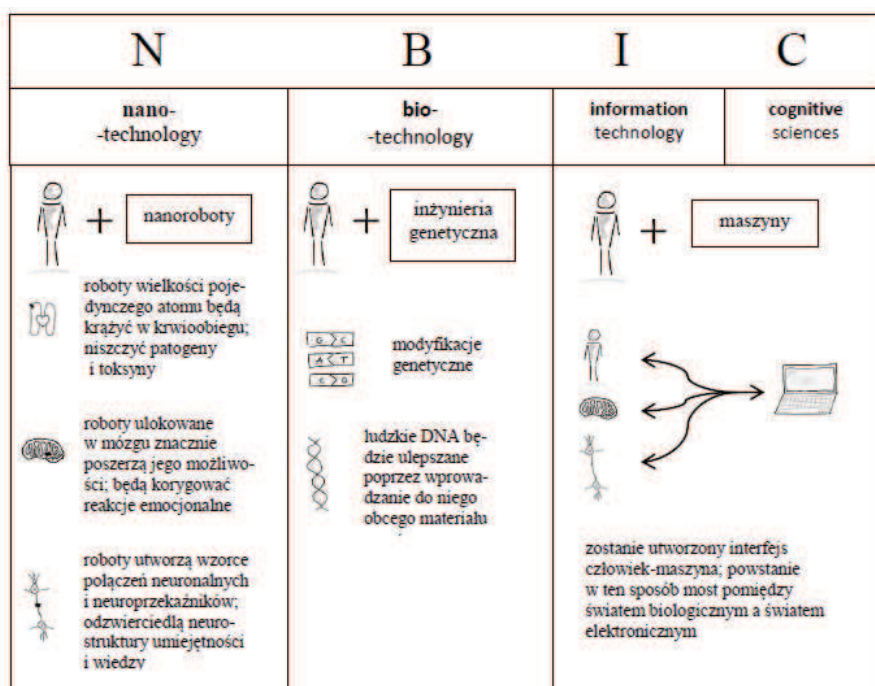 N B I C
nano-
-technology
bio-
-technology
information
technology
cognitive
sciences
+ nanoroboty
roboty wielkości poje-
dynczego atomu będą
krążyć w krwioobiegu;
niszczyć patogeny
i toksyny
roboty ulokowane
w mózgu znacznie
poszerzą jego możliwo-
ści; będą korygować
reakcje emocjonalne
roboty utworzą wzorce
połączeń neuronalnych
i neuroprzekaźników;
odzwierciedlą neuro-
struktury umiejętności
i wiedzy
+ inżynieria
genetyczna
G C
A T
C G
modyfikacje
genetyczne
ludzkie DNA bę-
dzie ulepszane
poprzez wprowa-
dzanie do niego
obcego materiału
+ maszyny
zostanie utworzony interfejs
człowiek-maszyna; powstanie
w ten sposób most pomiędzy
światem biologicznym a światem
elektronicznym